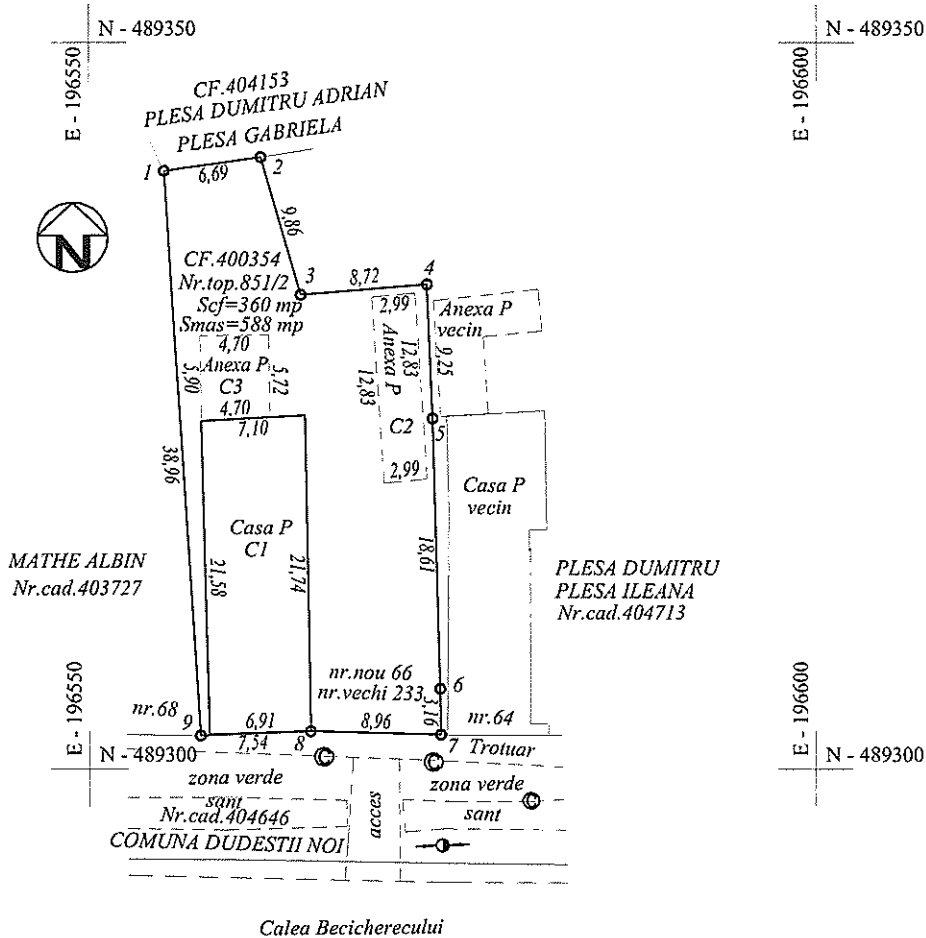 N - 489350
N - 489350
E - 196550
E - 196600
CF.404153
PLESA DUMITRU ADRIAN
PLESA GABRIELA
1
6,69
2
9,86
N
CF.400354
Nr.top.851/2
Scf=360 mp
Smas=588 mp
3
8,72
4
2,99
Anexa P
C2
12,83
12,83
2,99
Anexa P
vecin
9,25
5
4,70
5,90
Anexa P
C3
5,72
4,70
7,10
38,96
Casa P
C1
21,58
21,74
18,61
Casa P
vecin
MATHE ALBIN
Nr.cad.403727
PLESA DUMITRU
PLESA ILEANA
Nr.cad.404713
nr.nou 66
nr.vechi 233
6
3,16
E - 196550
E - 196600
nr.68
9
6,91
7,54
8
8,96
7
nr.64
Trotuar
N - 489300
N - 489300
zona verde
sant
Nr.cad.404646
acces
zona verde
sant
COMUNA DUDESTII NOI
Calea Becicherecului